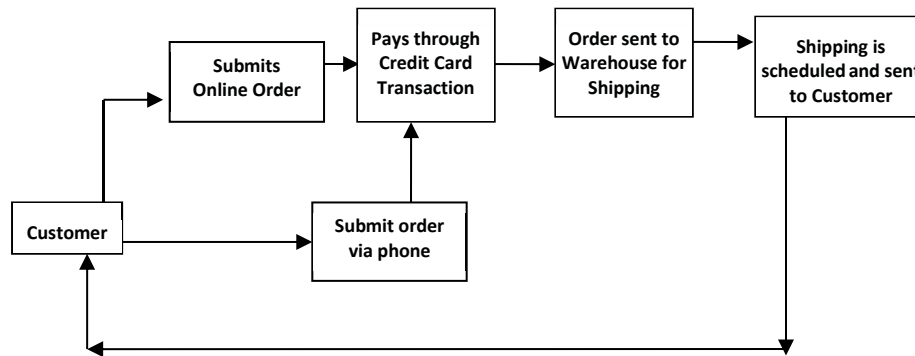 Submits
Online Order
Pays through
Credit Card
Transaction
Order sent to
Warehouse for
Shipping
Shipping is
scheduled and sent
to Customer
Customer
Submit order
via phone